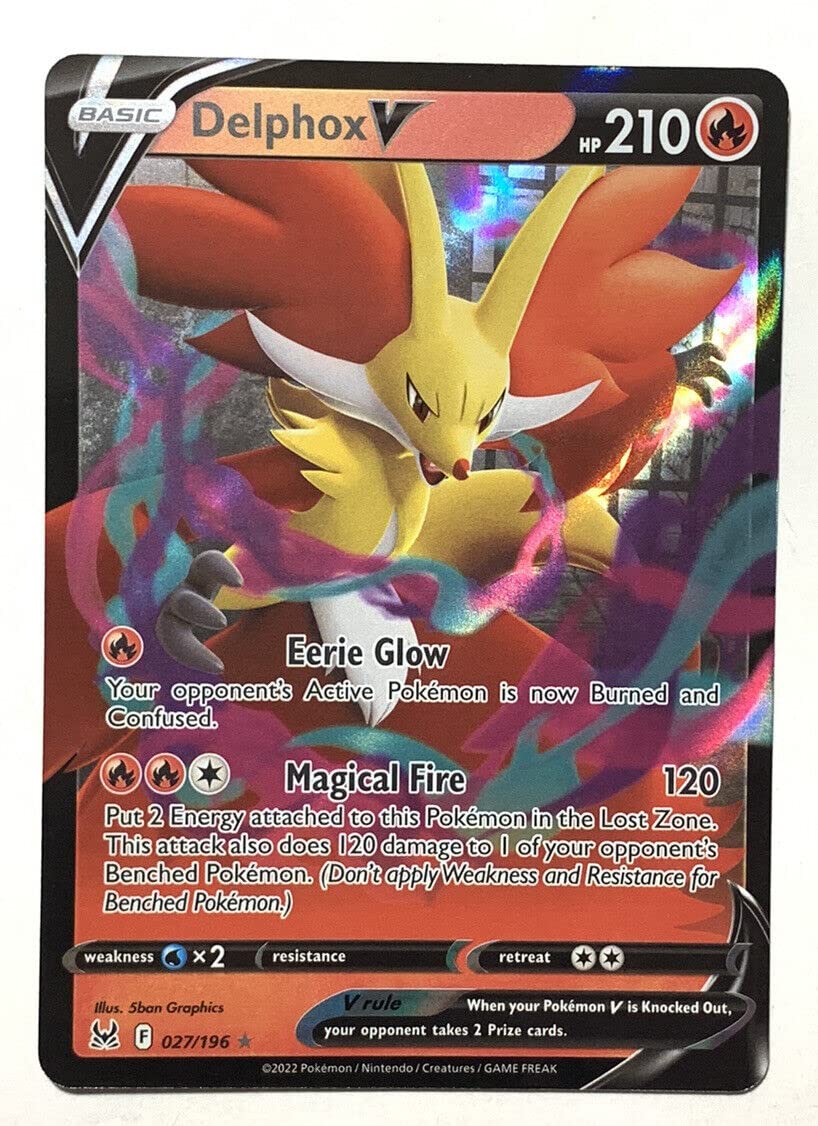 BASIC Delphox V HP 210
Eerie Glow
Your opponent's Active Pokémon is now Burned and
Confused.
Magical Fire 120
Put 2 Energy attached to this Pokémon in the Lost Zone.
This attack also does 120 damage to 1 of your opponent's
Benched Pokémon. (Don't apply Weakness and Resistance for
Benched Pokémon.)
weakness ×2 resistance retreat
Illus. 5ban Graphics
V rule When your Pokémon V is Knocked Out,
your opponent takes 2 Prize cards.
F 027/196 ★
©2022 Pokémon / Nintendo / Creatures / GAME FREAK